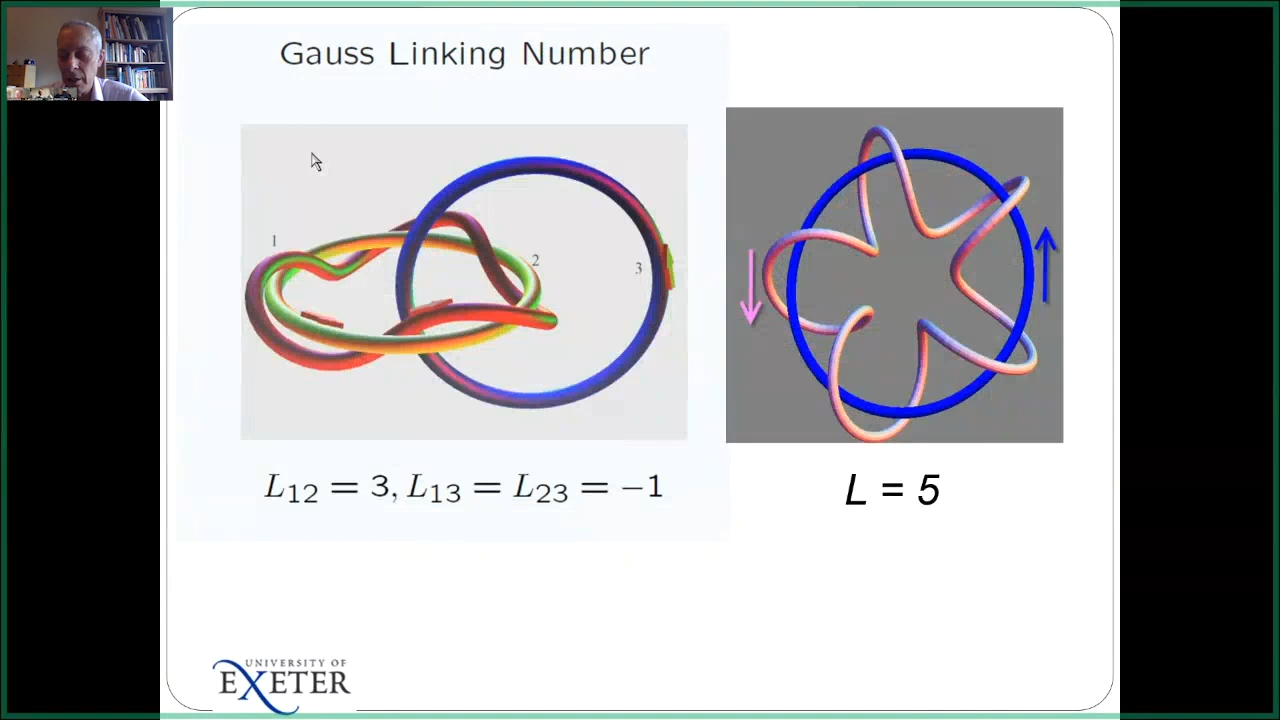 Gauss Linking Number
1
2
3
L₁₂ = 3, L₁₃ = L₂₃ = −1
L = 5
UNIVERSITY OF
EXETER